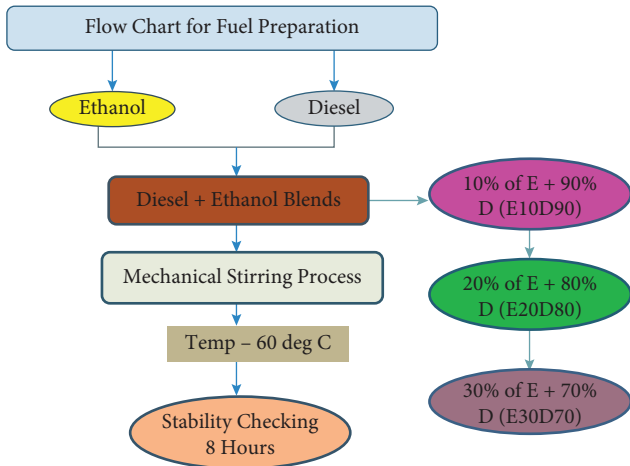 Flow Chart for Fuel Preparation
Ethanol
Diesel
Diesel + Ethanol Blends
10% of E + 90%
D (E10D90)
Mechanical Stirring Process
20% of E + 80%
D (E20D80)
Temp – 60 deg C
30% of E + 70%
D (E30D70)
Stability Checking
8 Hours